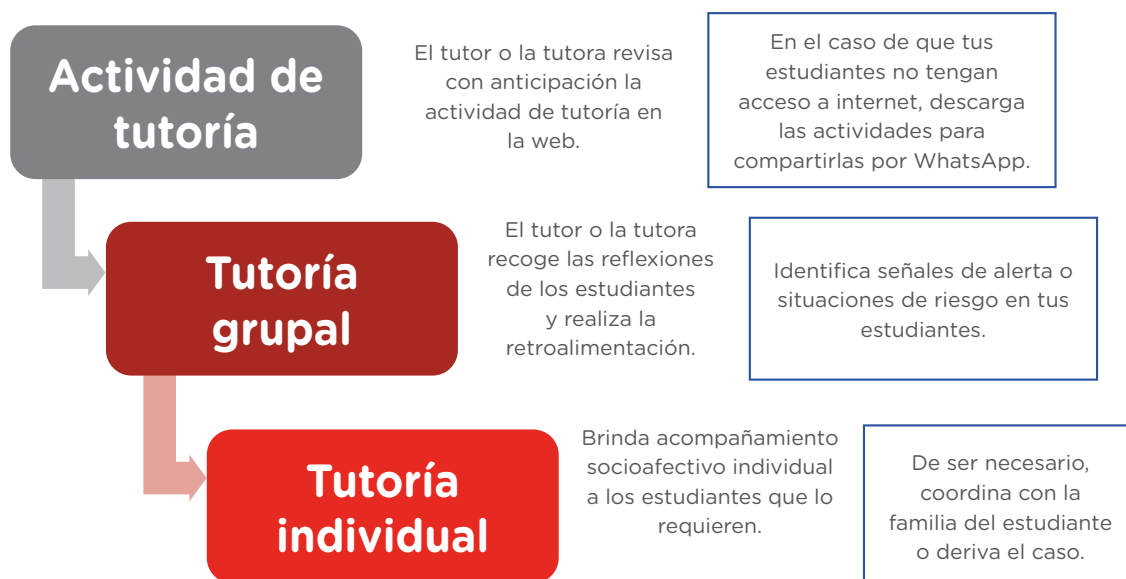 Actividad de
tutoría
El tutor o la tutora revisa
con anticipación la
actividad de tutoría en
la web.
En el caso de que tus
estudiantes no tengan
acceso a internet, descarga
las actividades para
compartirlas por WhatsApp.
Tutoría
grupal
El tutor o la tutora
recoge las reflexiones
de los estudiantes
y realiza la
retroalimentación.
Identifica señales de alerta o
situaciones de riesgo en tus
estudiantes.
Tutoría
individual
Brinda acompañamiento
socioafectivo individual
a los estudiantes que lo
requieren.
De ser necesario,
coordina con la
familia del estudiante
o deriva el caso.